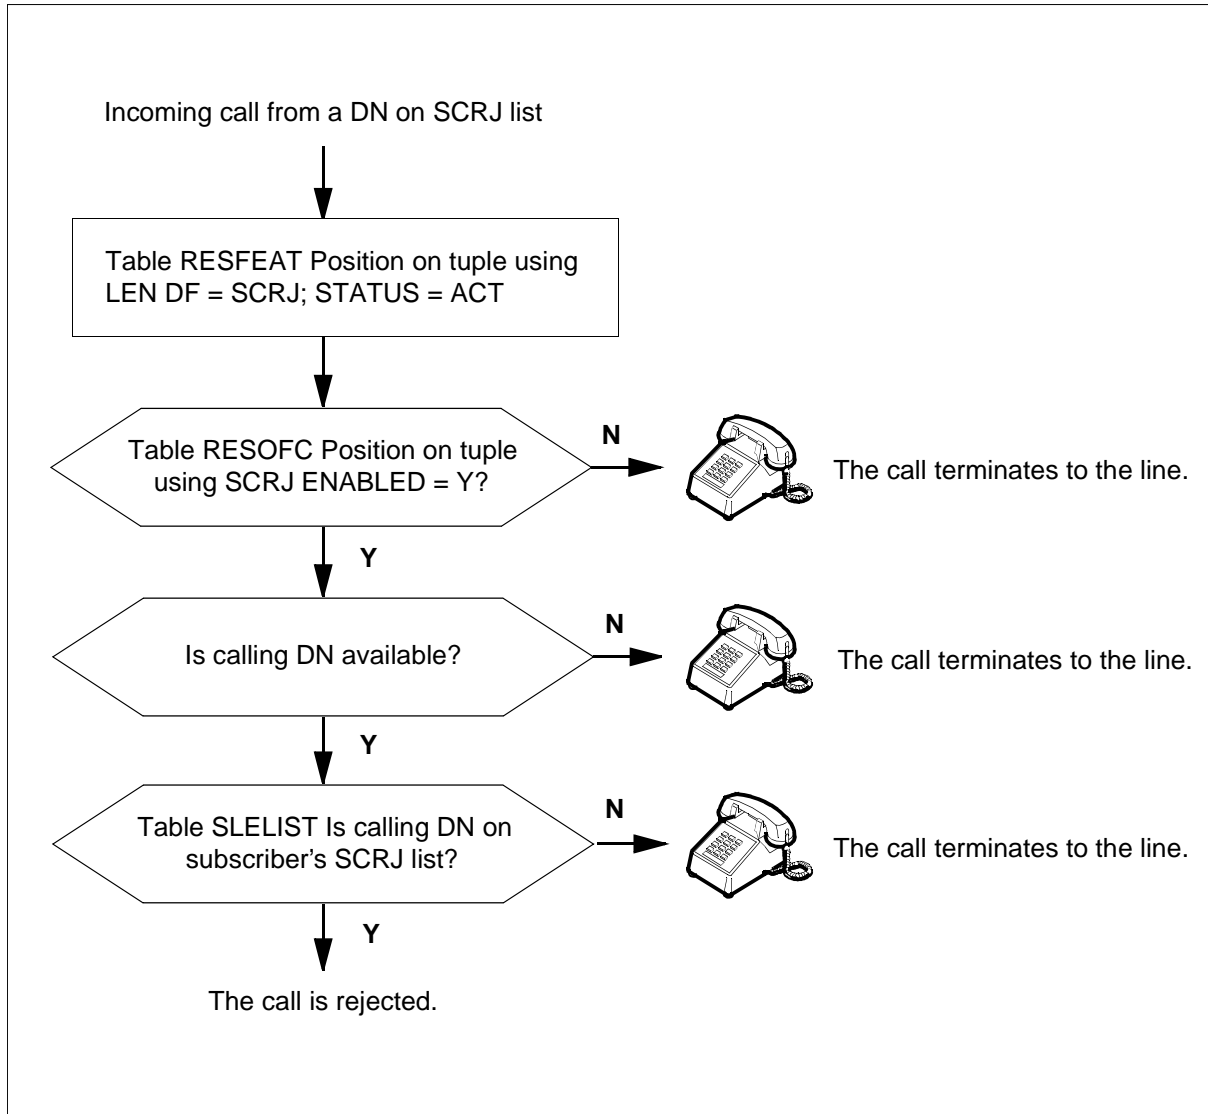 Incoming call from a DN on SCRJ list
Table RESFEAT Position on tuple using
LEN DF = SCRJ; STATUS = ACT
Table RESOFC Position on tuple
using SCRJ ENABLED = Y?
N
The call terminates to the line.
Y
Is calling DN available?
N
The call terminates to the line.
Y
Table SLELIST Is calling DN on
subscriber's SCRJ list?
N
The call terminates to the line.
Y
The call is rejected.